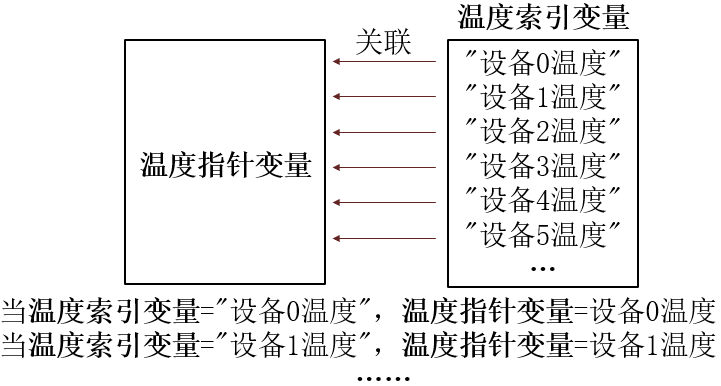 温度索引变量
关联
"设备0温度"
"设备1温度"
"设备2温度"
温度指针变量
"设备3温度"
"设备4温度"
"设备5温度"
…
当温度索引变量="设备0温度"，温度指针变量=设备0温度
当温度索引变量="设备1温度"，温度指针变量=设备1温度
……